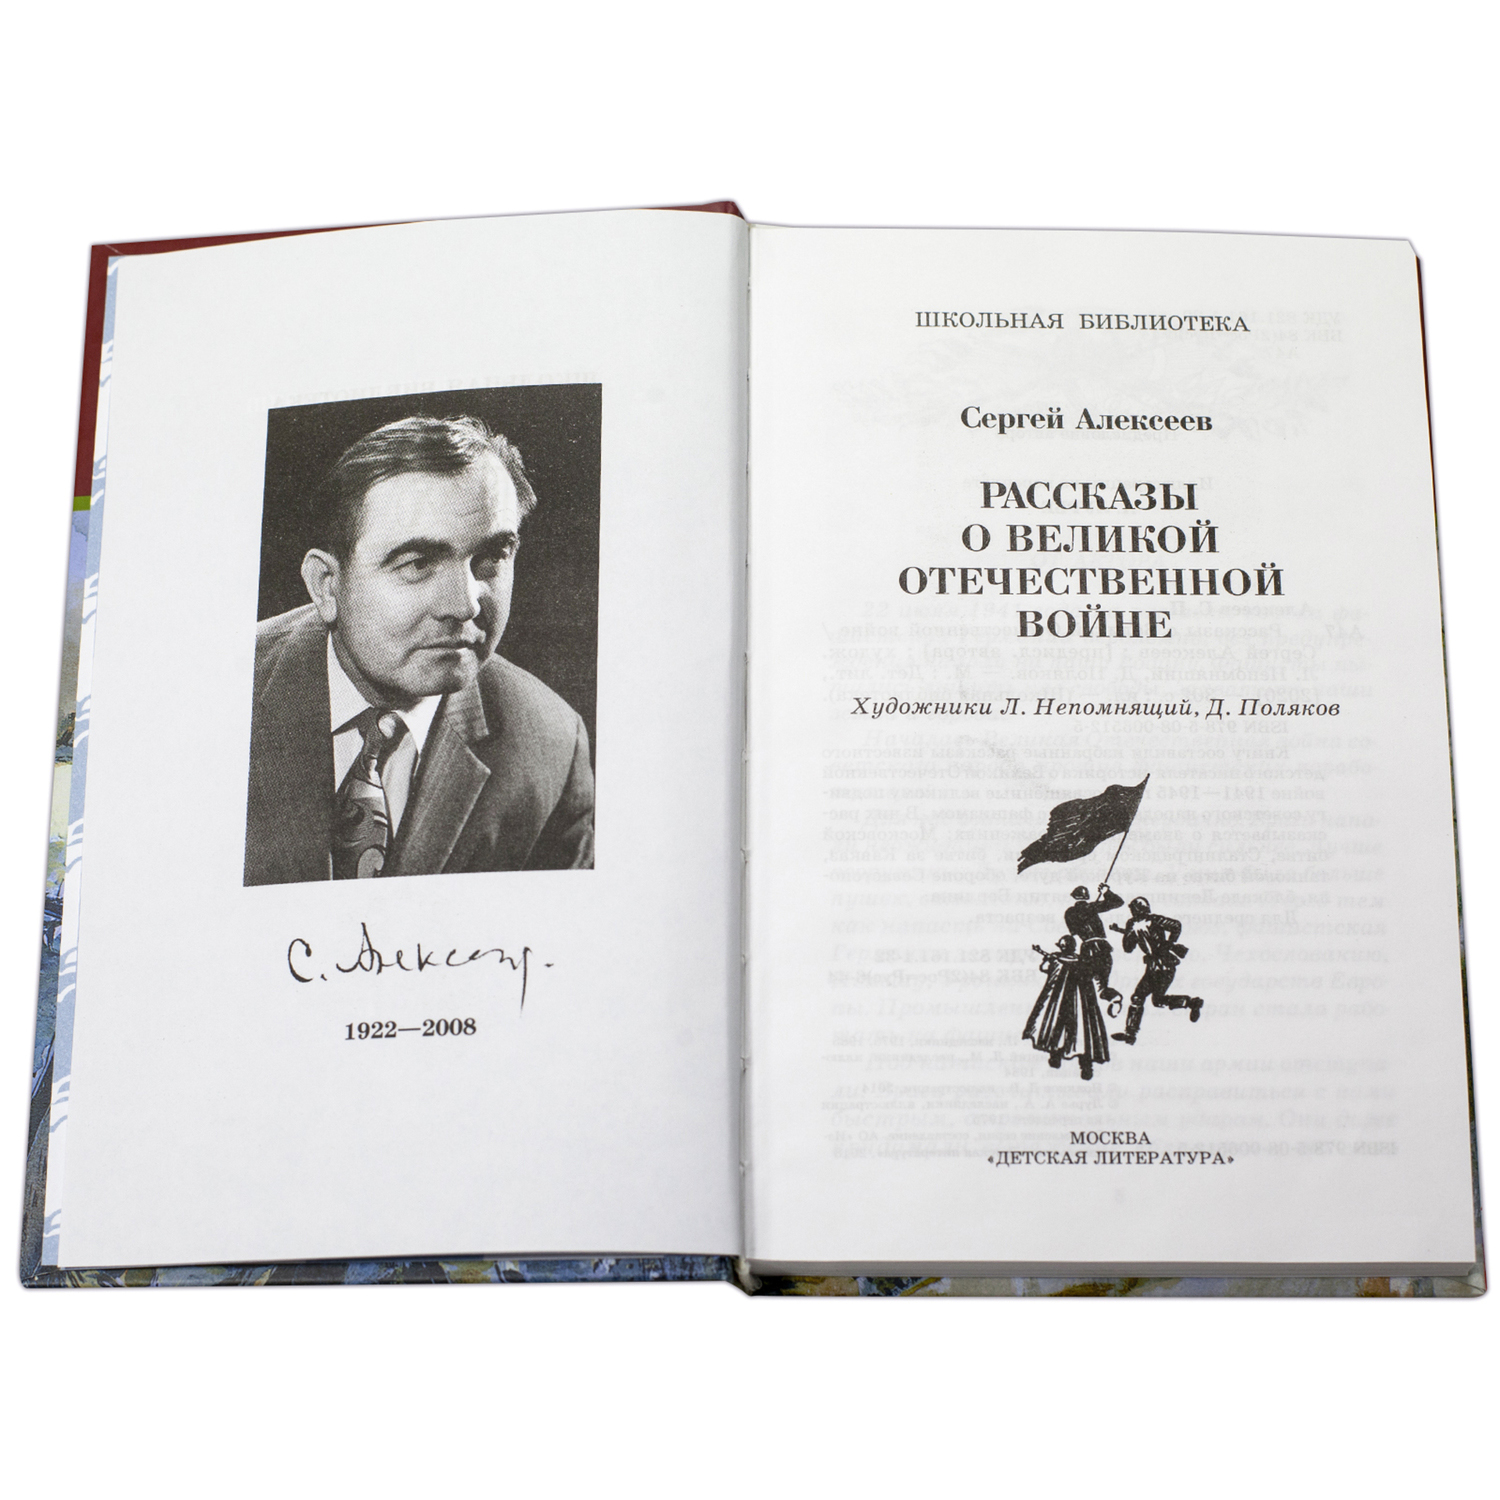 С. Алексеев.
1922—2008
ШКОЛЬНАЯ БИБЛИОТЕКА
Сергей Алексеев
РАССКАЗЫ
О ВЕЛИКОЙ
ОТЕЧЕСТВЕННОЙ
ВОЙНЕ
Художники Л. Непомнящий, Д. Поляков
МОСКВА
«ДЕТСКАЯ ЛИТЕРАТУРА»